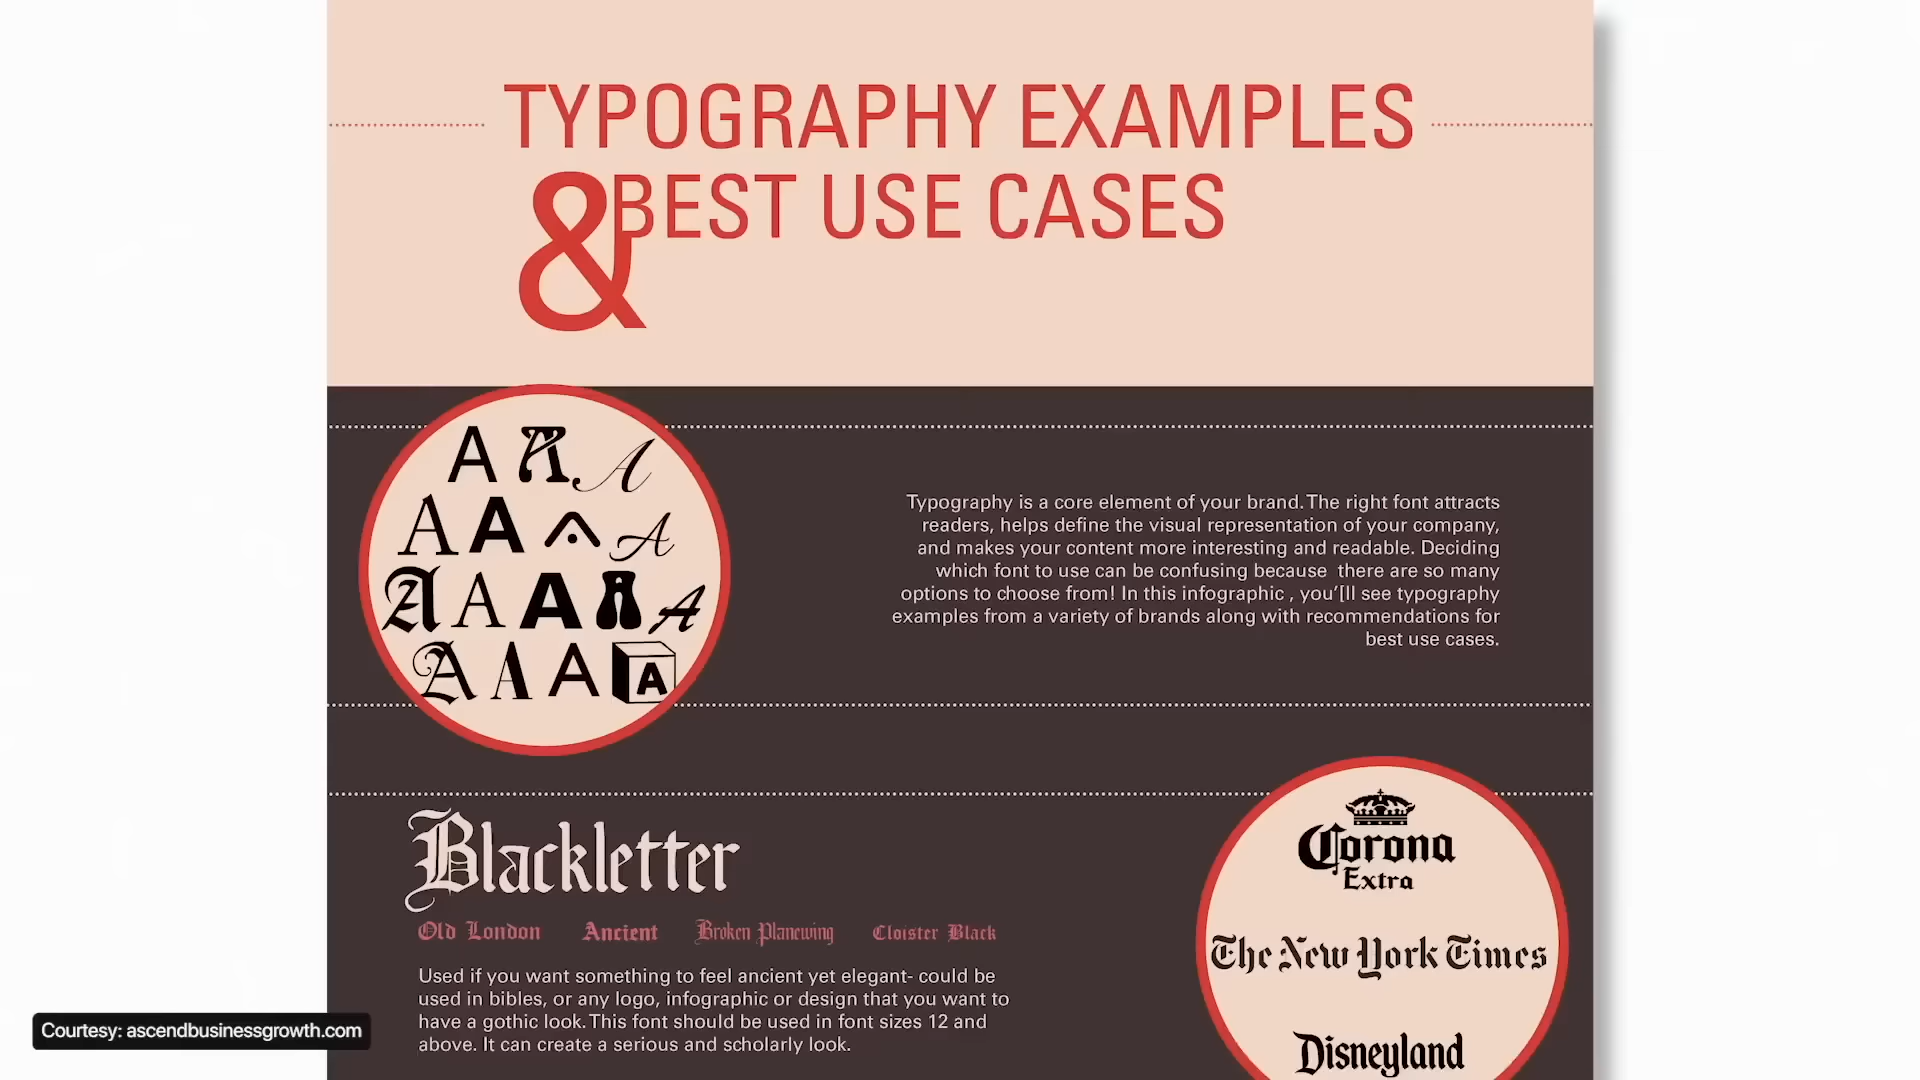 TYPOGRAPHY EXAMPLES
& BEST USE CASES
A A A
A A A A
A A A A A
A A A A
Typography is a core element of your brand. The right font attracts
readers, helps define the visual representation of your company,
and makes your content more interesting and readable. Deciding
which font to use can be confusing because there are so many
options to choose from! In this infographic , you'[ll see typography
examples from a variety of brands along with recommendations for
best use cases.
Blackletter
Old London Ancient Broken Planewing Cloister Black
Used if you want something to feel ancient yet elegant- could be
used in bibles, or any logo, infographic or design that you want to
have a gothic look. This font should be used in font sizes 12 and
above. It can create a serious and scholarly look.
Corona
Extra
The New York Times
Disneyland
Courtesy: ascendbusinessgrowth.com